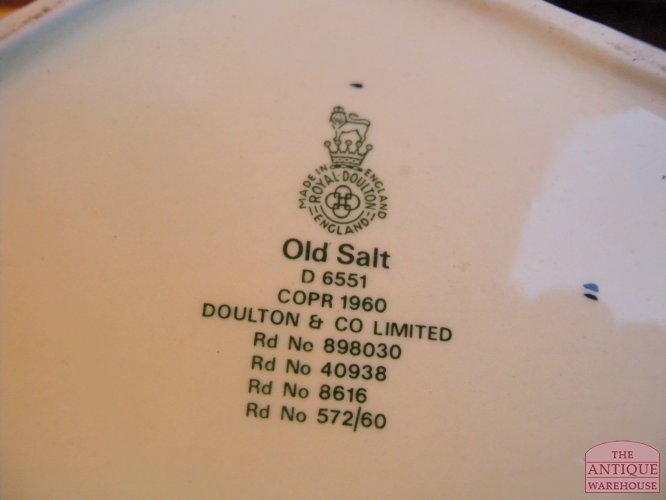 MADE IN ENGLAND
ROYAL·DOULTON
ENGLAND
Old Salt
D 6551
COPR 1960
DOULTON & CO LIMITED
Rd No 898030
Rd No 40938
Rd No 8616
Rd No 572/60
THE
ANTIQUE
WAREHOUSE